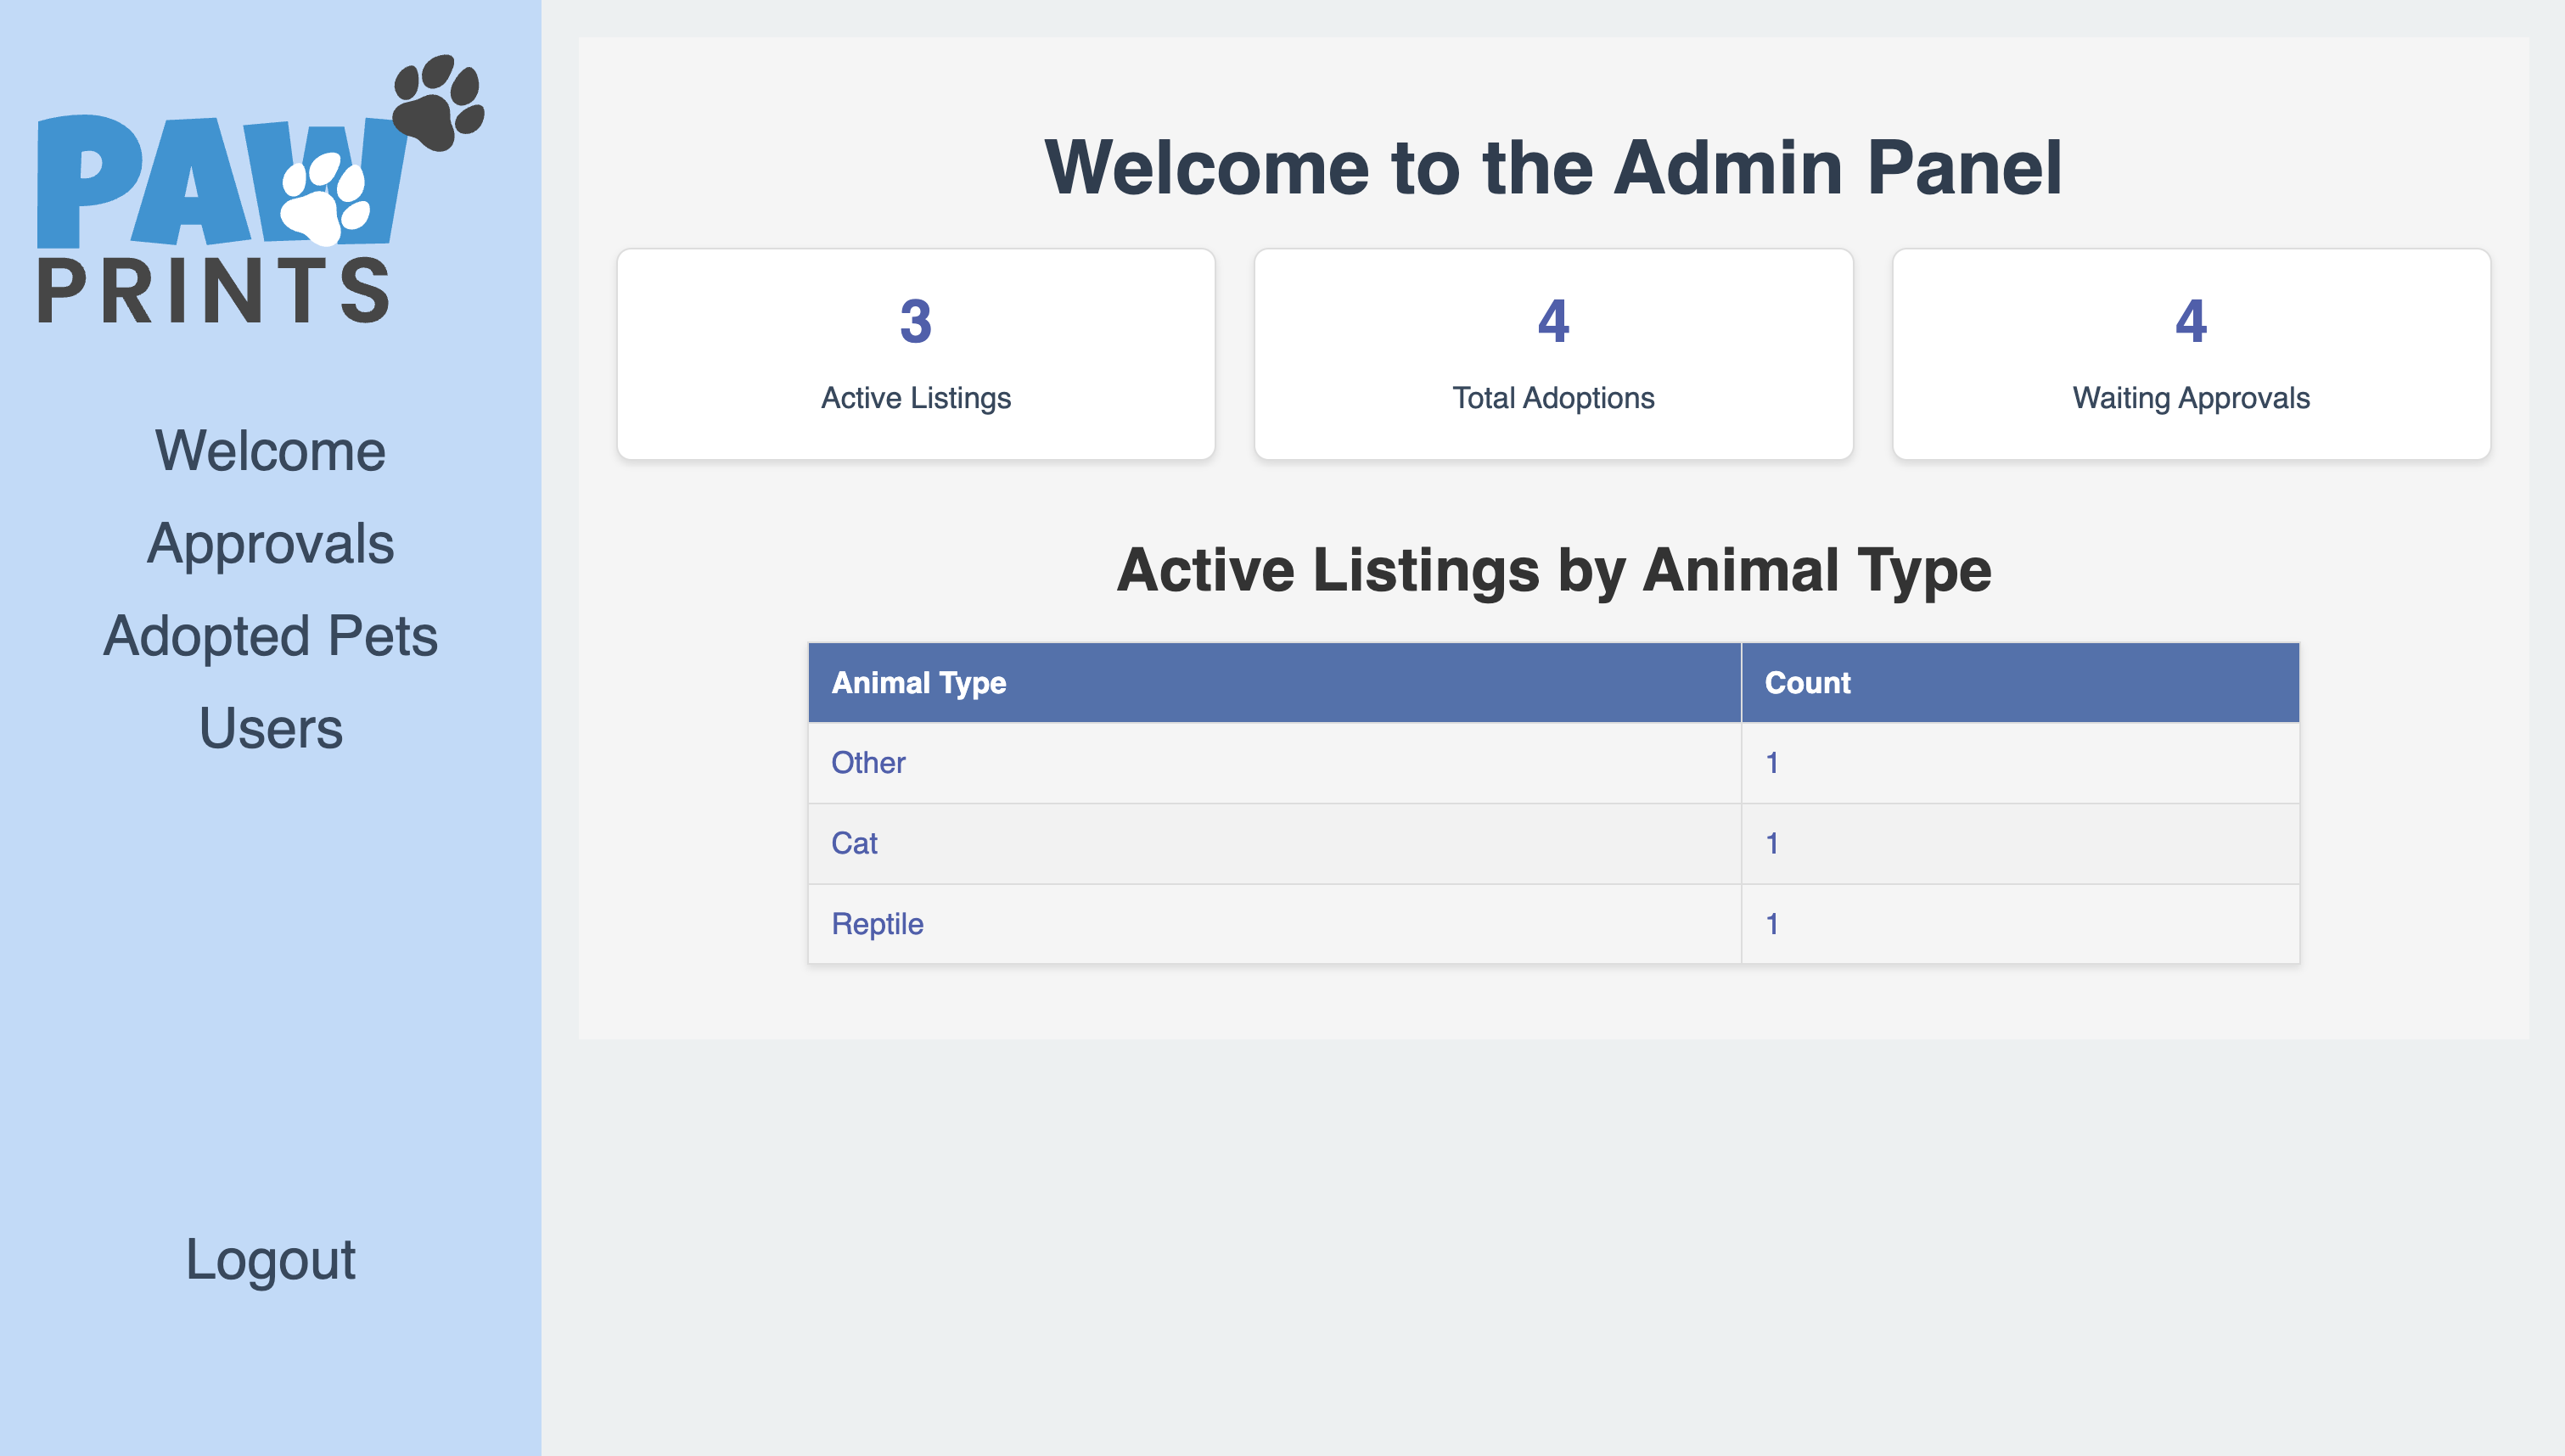 PAW
PRINTS
Welcome
Approvals
Adopted Pets
Users
Logout
Welcome to the Admin Panel
3
Active Listings
4
Total Adoptions
4
Waiting Approvals
Active Listings by Animal Type
Animal Type Count
Other 1
Cat 1
Reptile 1